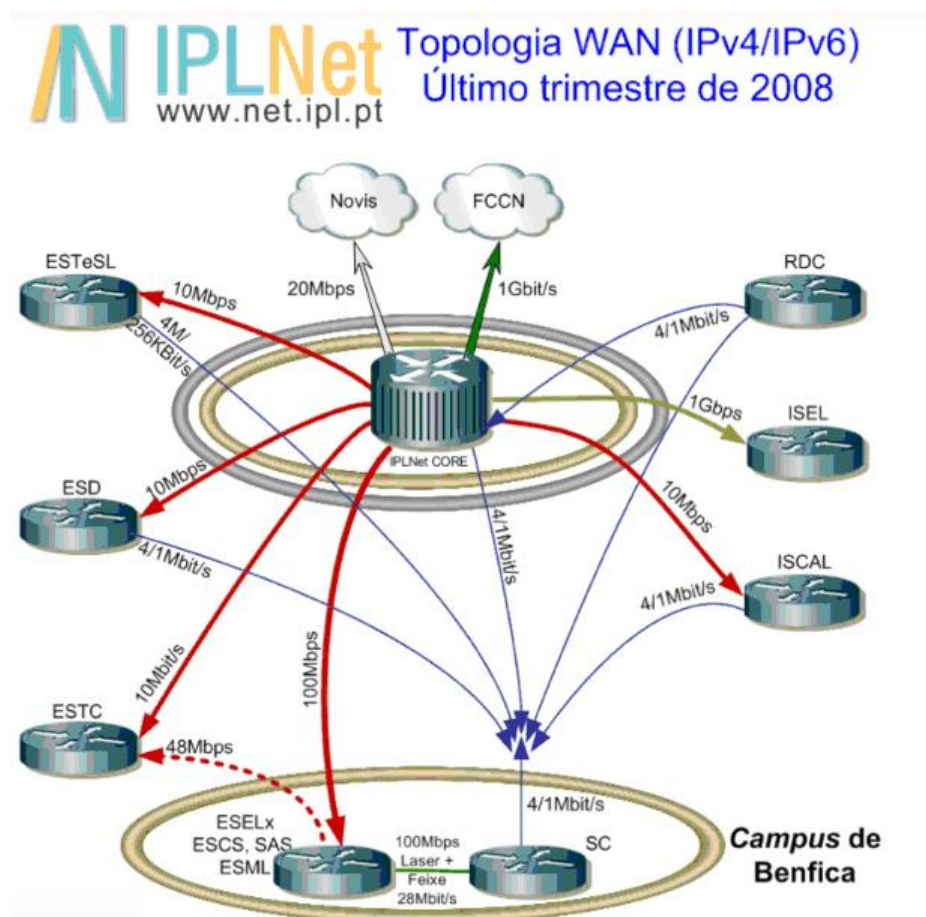 IPLNet
www.net.ipl.pt
Topologia WAN (IPv4/IPv6)
Último trimestre de 2008
Novis
FCCN
ESTeSL
RDC
10Mbps
20Mbps
1Gbit/s
4M/
256KBit/s
4/1Mbit/s
1Gbps
ISEL
IPLNet CORE
ESD
10Mbps
4/1Mbit/s
4/1Mbit/s
10Mbps
ISCAL
4/1Mbit/s
10Mbit/s
100Mbps
ESTC
48Mbps
4/1Mbit/s
ESELx
ESCS, SAS
ESML
100Mbps
Laser +
Feixe
28Mbit/s
SC
Campus de
Benfica